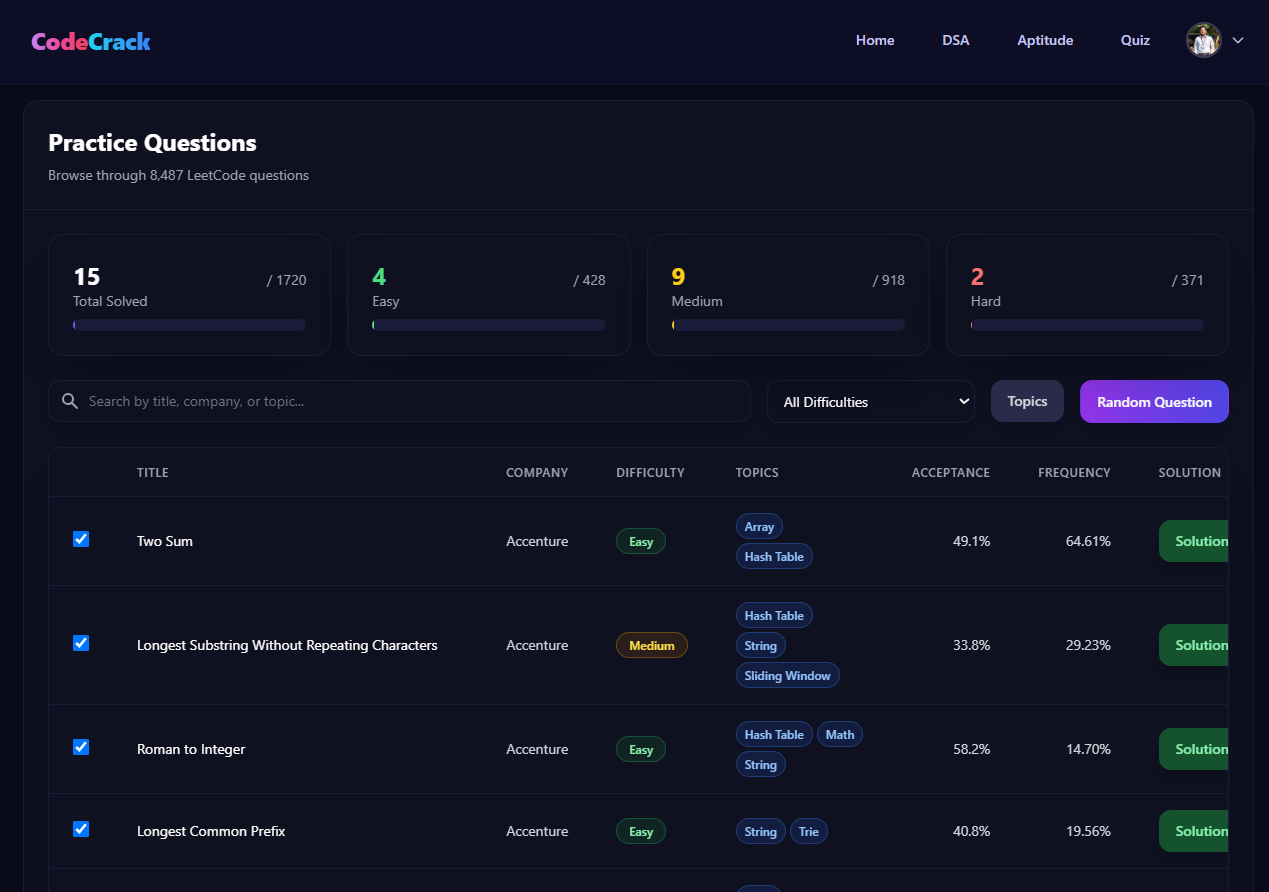 CodeCrack
Home DSA Aptitude Quiz
Practice Questions
Browse through 8,487 LeetCode questions
15 / 1720
Total Solved
4 / 428
Easy
9 / 918
Medium
2 / 371
Hard
Search by title, company, or topic...
All Difficulties
Topics
Random Question
TITLE COMPANY DIFFICULTY TOPICS ACCEPTANCE FREQUENCY SOLUTION
Two Sum Accenture Easy Array Hash Table 49.1% 64.61% Solution
Longest Substring Without Repeating Characters Accenture Medium Hash Table String Sliding Window 33.8% 29.23% Solution
Roman to Integer Accenture Easy Hash Table Math String 58.2% 14.70% Solution
Longest Common Prefix Accenture Easy String Trie 40.8% 19.56% Solution